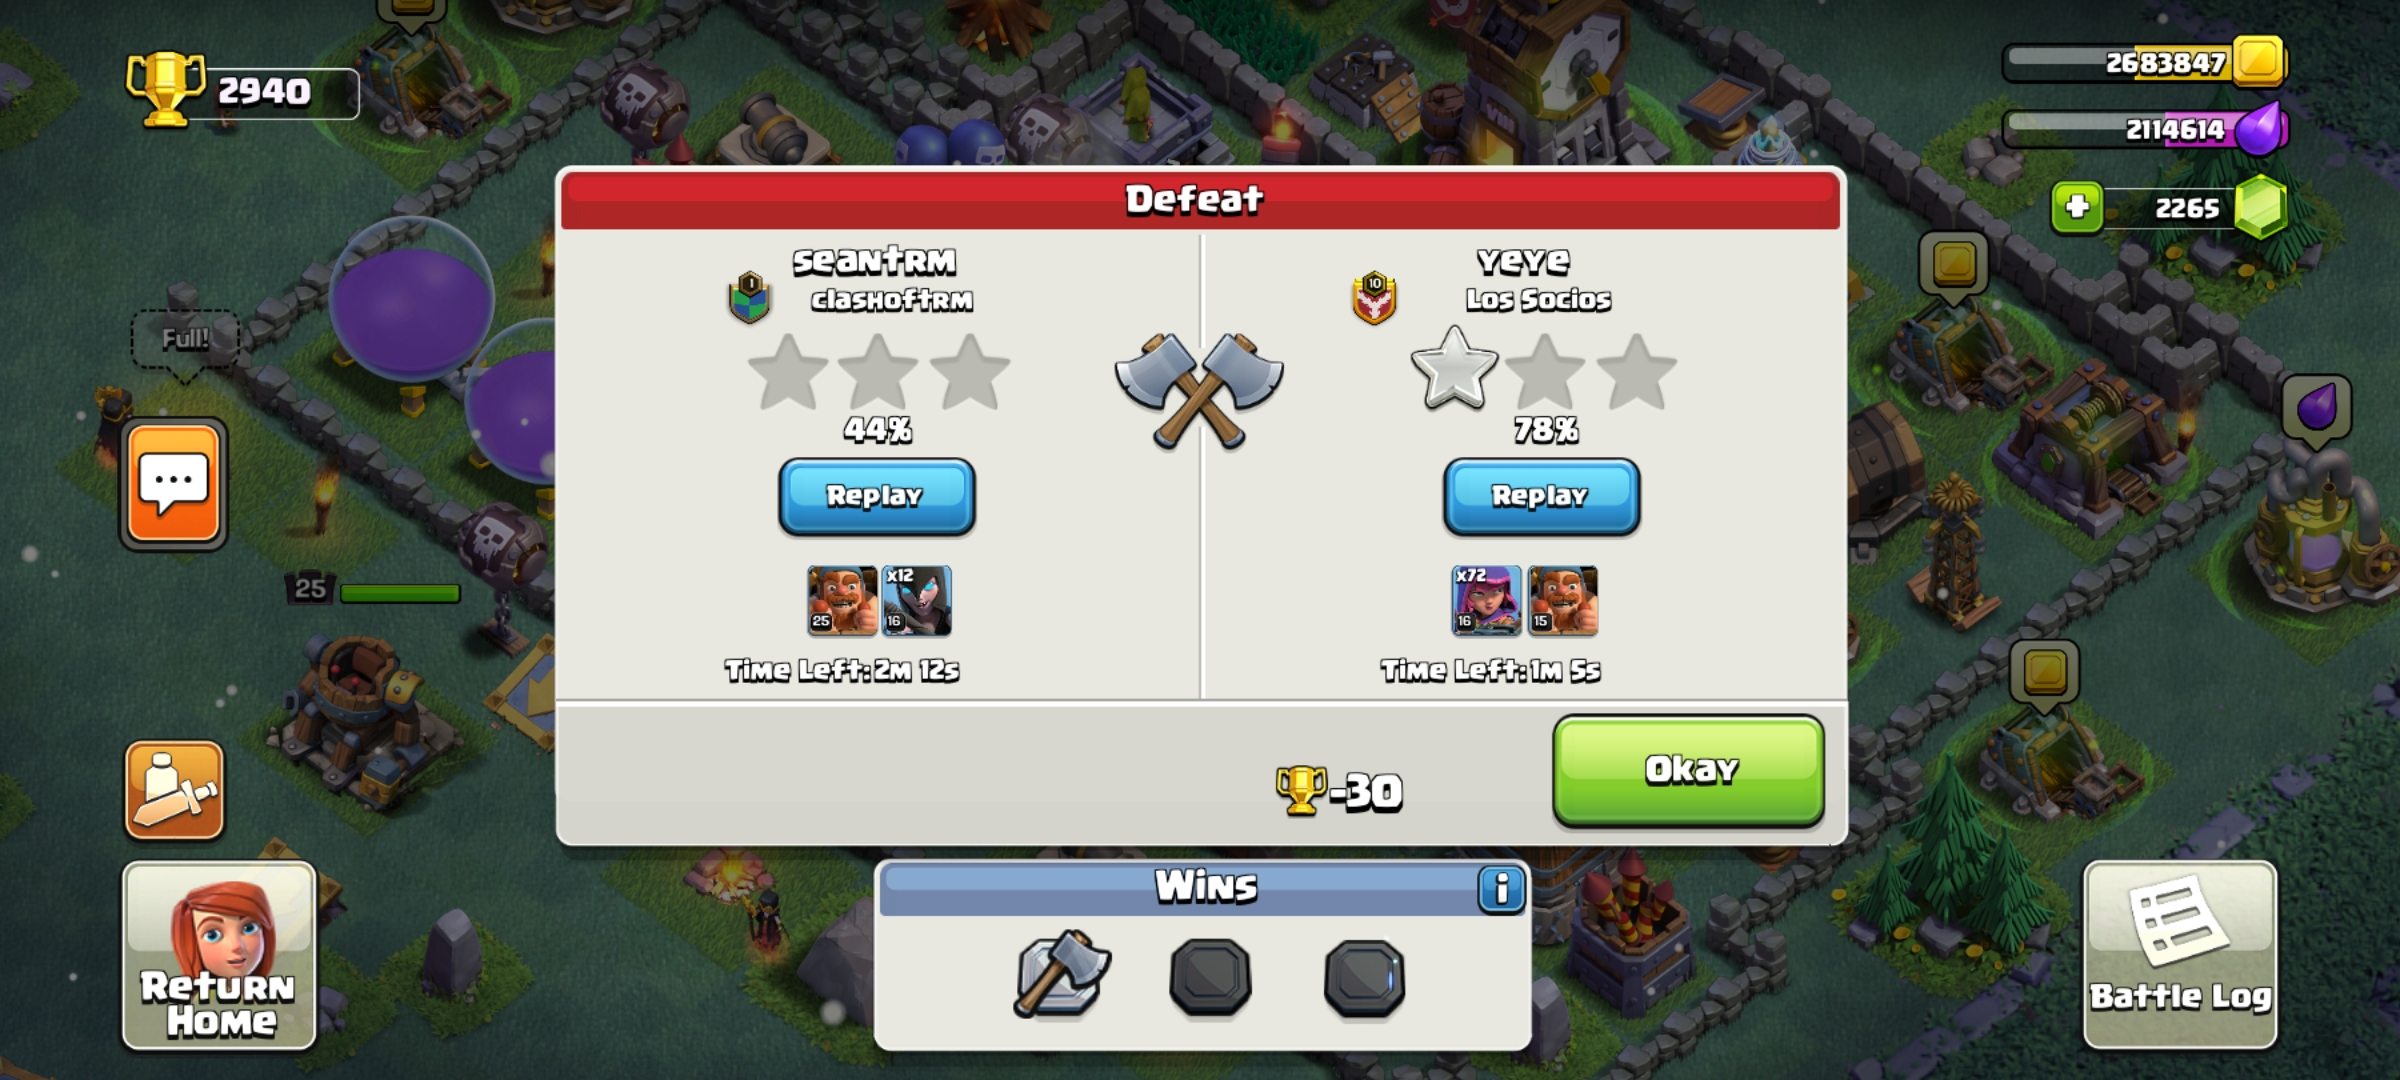 2940
2683847
2114614
2265
Full!
25
Defeat
seantRM
1
clashoftRM
44%
Replay
25
x12
16
Time Left:2m 12s
yeye
10
Los Socios
78%
Replay
x72
16
15
Time Left:1m 5s
-30
Okay
Wins
i
Return
Home
Battle Log
VIII